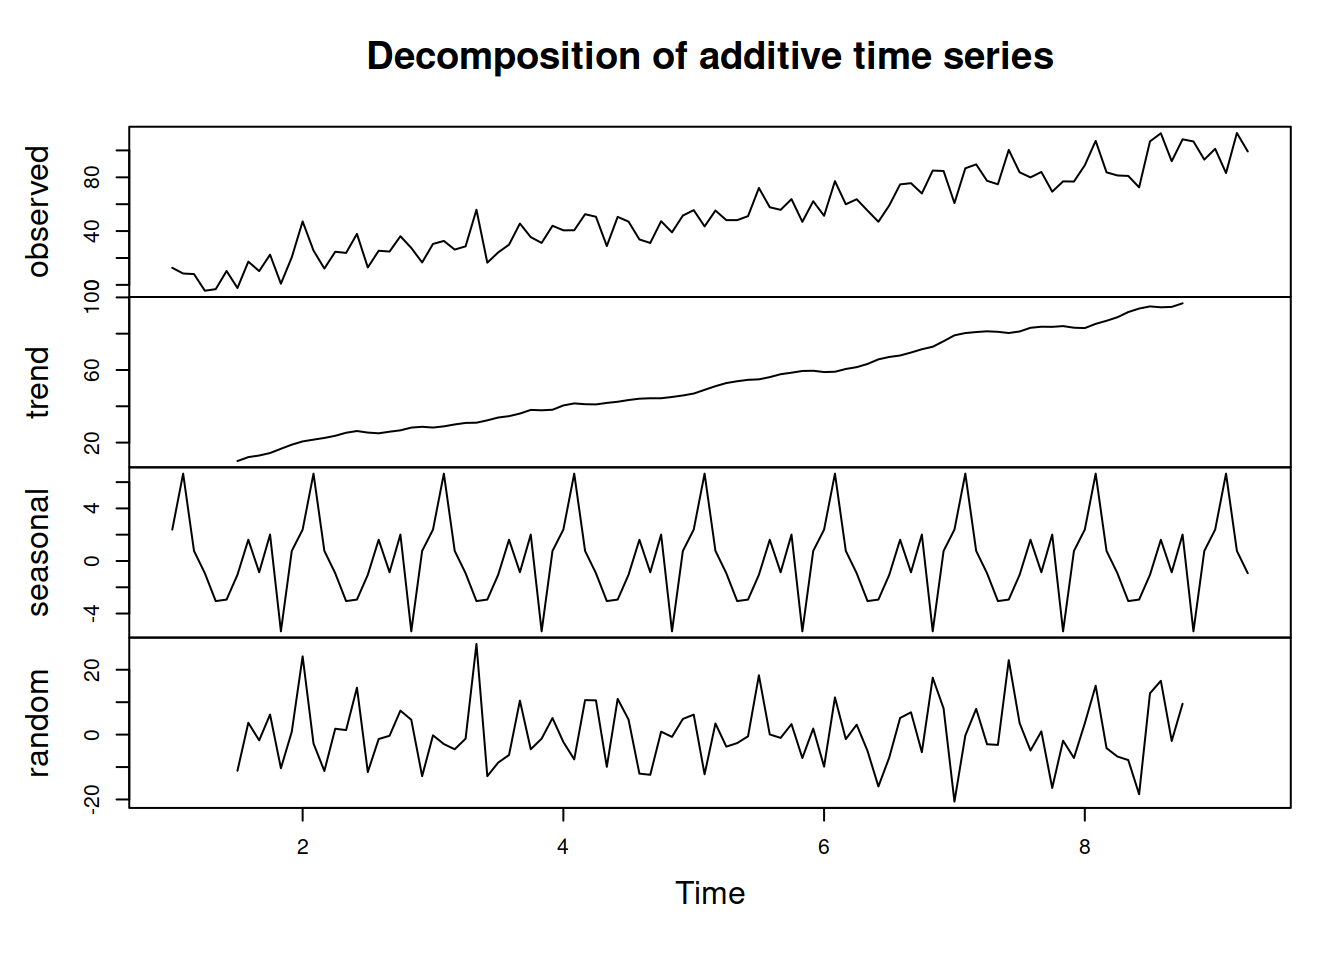 Decomposition of additive time series
observed
0 40 80
trend
20 60 100
seasonal
-4 0 4
random
-20 0 20
2 4 6 8
Time